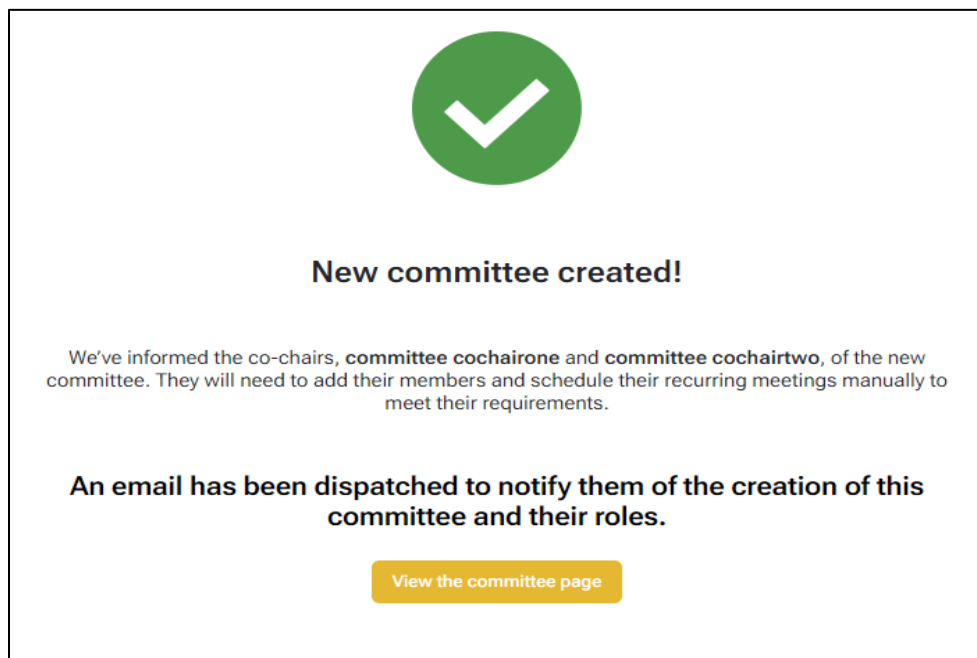 New committee created!
We've informed the co-chairs, committee cochairone and committee cochairtwo, of the new
committee. They will need to add their members and schedule their recurring meetings manually to
meet their requirements.
An email has been dispatched to notify them of the creation of this
committee and their roles.
View the committee page